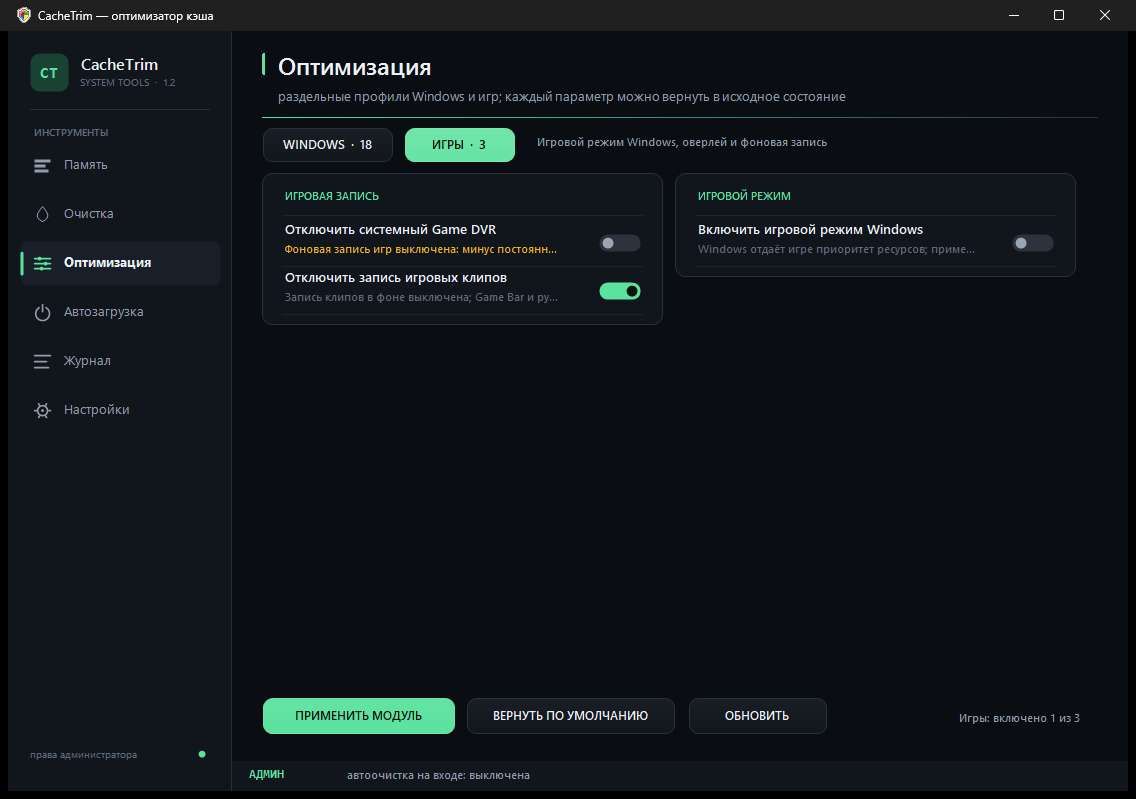 CacheTrim — оптимизатор кэша
CT
CacheTrim
SYSTEM TOOLS · 1.2
ИНСТРУМЕНТЫ
Память
Очистка
Оптимизация
Автозагрузка
Журнал
Настройки
права администратора
Оптимизация
раздельные профили Windows и игр; каждый параметр можно вернуть в исходное состояние
WINDOWS · 18
ИГРЫ · 3
Игровой режим Windows, оверлей и фоновая запись
ИГРОВАЯ ЗАПИСЬ
Отключить системный Game DVR
Фоновая запись игр выключена: минус постоянн...
Отключить запись игровых клипов
Запись клипов в фоне выключена; Game Bar и ру...
ИГРОВОЙ РЕЖИМ
Включить игровой режим Windows
Windows отдаёт игре приоритет ресурсов; приме...
ПРИМЕНИТЬ МОДУЛЬ
ВЕРНУТЬ ПО УМОЛЧАНИЮ
ОБНОВИТЬ
Игры: включено 1 из 3
АДМИН
автоочистка на входе: выключена